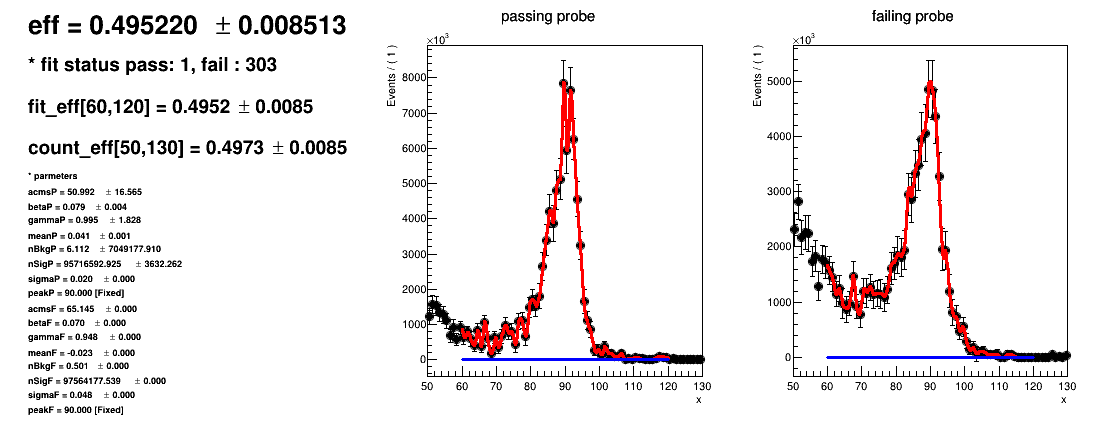 eff = 0.495220 ± 0.008513
* fit status pass: 1, fail : 303
fit_eff[60,120] = 0.4952 ± 0.0085
count_eff[50,130] = 0.4973 ± 0.0085
* parmeters
acmsP = 50.992 ± 16.565
betaP = 0.079 ± 0.004
gammaP = 0.995 ± 1.828
meanP = 0.041 ± 0.001
nBkgP = 6.112 ± 7049177.910
nSigP = 95716592.925 ± 3632.262
sigmaP = 0.020 ± 0.000
peakP = 90.000 [Fixed]
acmsF = 65.145 ± 0.000
betaF = 0.070 ± 0.000
gammaF = 0.948 ± 0.000
meanF = -0.023 ± 0.000
nBkgF = 0.501 ± 0.000
nSigF = 97564177.539 ± 0.000
sigmaF = 0.048 ± 0.000
peakF = 90.000 [Fixed]
passing probe
×10³
Events / ( 1 )
8000
7000
6000
5000
4000
3000
2000
1000
0
50 60 70 80 90 100 110 120 130
x
failing probe
×10³
Events / ( 1 )
5000
4000
3000
2000
1000
0
50 60 70 80 90 100 110 120 130
x